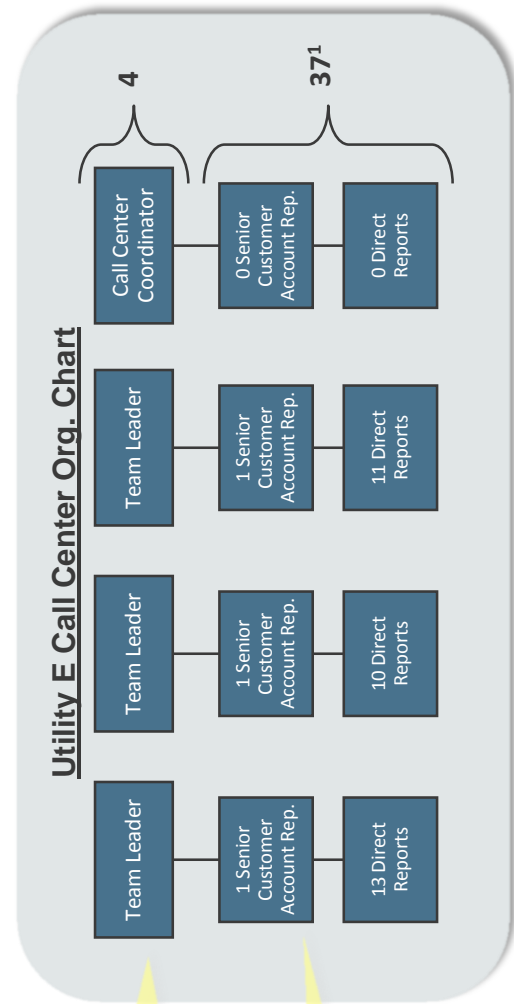 Utility E Call Center Org. Chart
Team Leader
Team Leader
Team Leader
Call Center
Coordinator
4
1 Senior
Customer
Account Rep.
1 Senior
Customer
Account Rep.
1 Senior
Customer
Account Rep.
0 Senior
Customer
Account Rep.
37¹
13 Direct
Reports
10 Direct
Reports
11 Direct
Reports
0 Direct
Reports